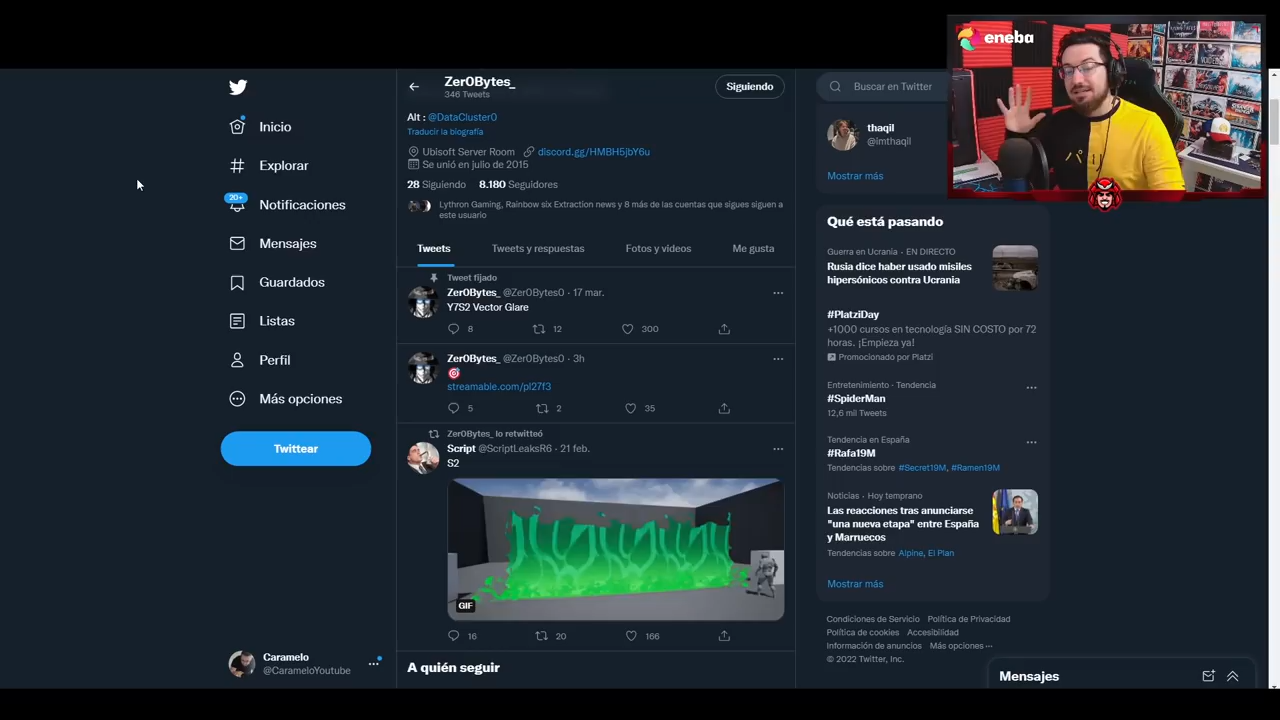 Zer0Bytes_
346 Tweets
Siguiendo
Alt : @DataCluster0
Traducir la biografía
Ubisoft Server Room discord.gg/HMBH5jbY6u
Se unió en julio de 2015
28 Siguiendo 8.180 Seguidores
Lythron Gaming, Rainbow six Extraction news y 8 más de las cuentas que sigues siguen a
este usuario
Tweets
Tweets y respuestas
Fotos y videos
Me gusta
Tweet fijado
Zer0Bytes_ @Zer0Bytes0 · 17 mar.
Y7S2 Vector Glare
8 12 300
Zer0Bytes_ @Zer0Bytes0 · 3h
streamable.com/pl27f3
5 2 35
Zer0Bytes_ lo retwitteó
Script @ScriptLeaksR6 · 21 feb.
S2
GIF
16 20 166
A quién seguir
Inicio
Explorar
20+
Notificaciones
Mensajes
Guardados
Listas
Perfil
Más opciones
Twittear
Caramelo
@CarameloYoutube
eneba
Buscar en Twitter
thaqil
@imthaqil
Mostrar más
Qué está pasando
Guerra en Ucrania · EN DIRECTO
Rusia dice haber usado misiles
hipersónicos contra Ucrania
#PlatziDay
+1000 cursos en tecnología SIN COSTO por 72
horas. ¡Empieza ya!
Promocionado por Platzi
Entretenimiento · Tendencia
#SpiderMan
12,6 mil Tweets
Tendencia en España
#Rafa19M
Tendencias sobre #Secret19M, #Ramen19M
Noticias · Hoy temprano
Las reacciones tras anunciarse
"una nueva etapa" entre España
y Marruecos
Tendencias sobre Alpine, El Plan
Mostrar más
Condiciones de Servicio Política de Privacidad
Política de cookies Accesibilidad
Información de anuncios Más opciones ···
© 2022 Twitter, Inc.
Mensajes